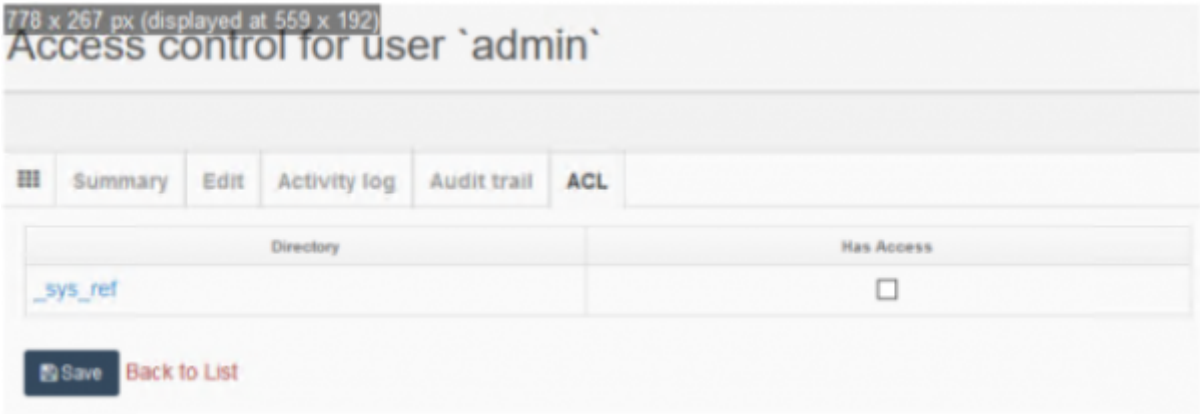 778 x 267 px (displayed at 559 x 192)
Access control for user `admin`
Summary Edit Activity log Audit trail ACL
Directory Has Access
_sys_ref
Save Back to List